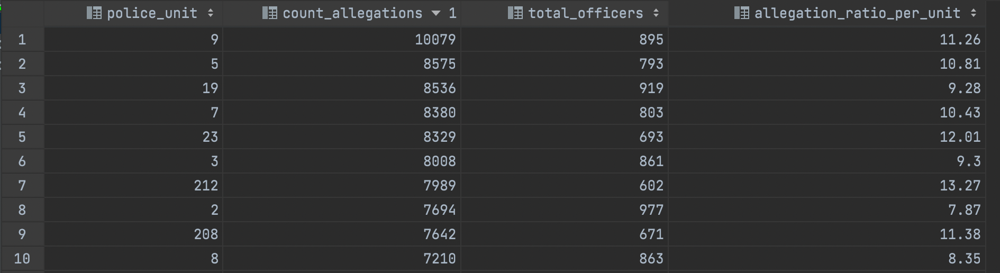 police_unit count_allegations 1 total_officers allegation_ratio_per_unit
1 9 10079 895 11.26
2 5 8575 793 10.81
3 19 8536 919 9.28
4 7 8380 803 10.43
5 23 8329 693 12.01
6 3 8008 861 9.3
7 212 7989 602 13.27
8 2 7694 977 7.87
9 208 7642 671 11.38
10 8 7210 863 8.35